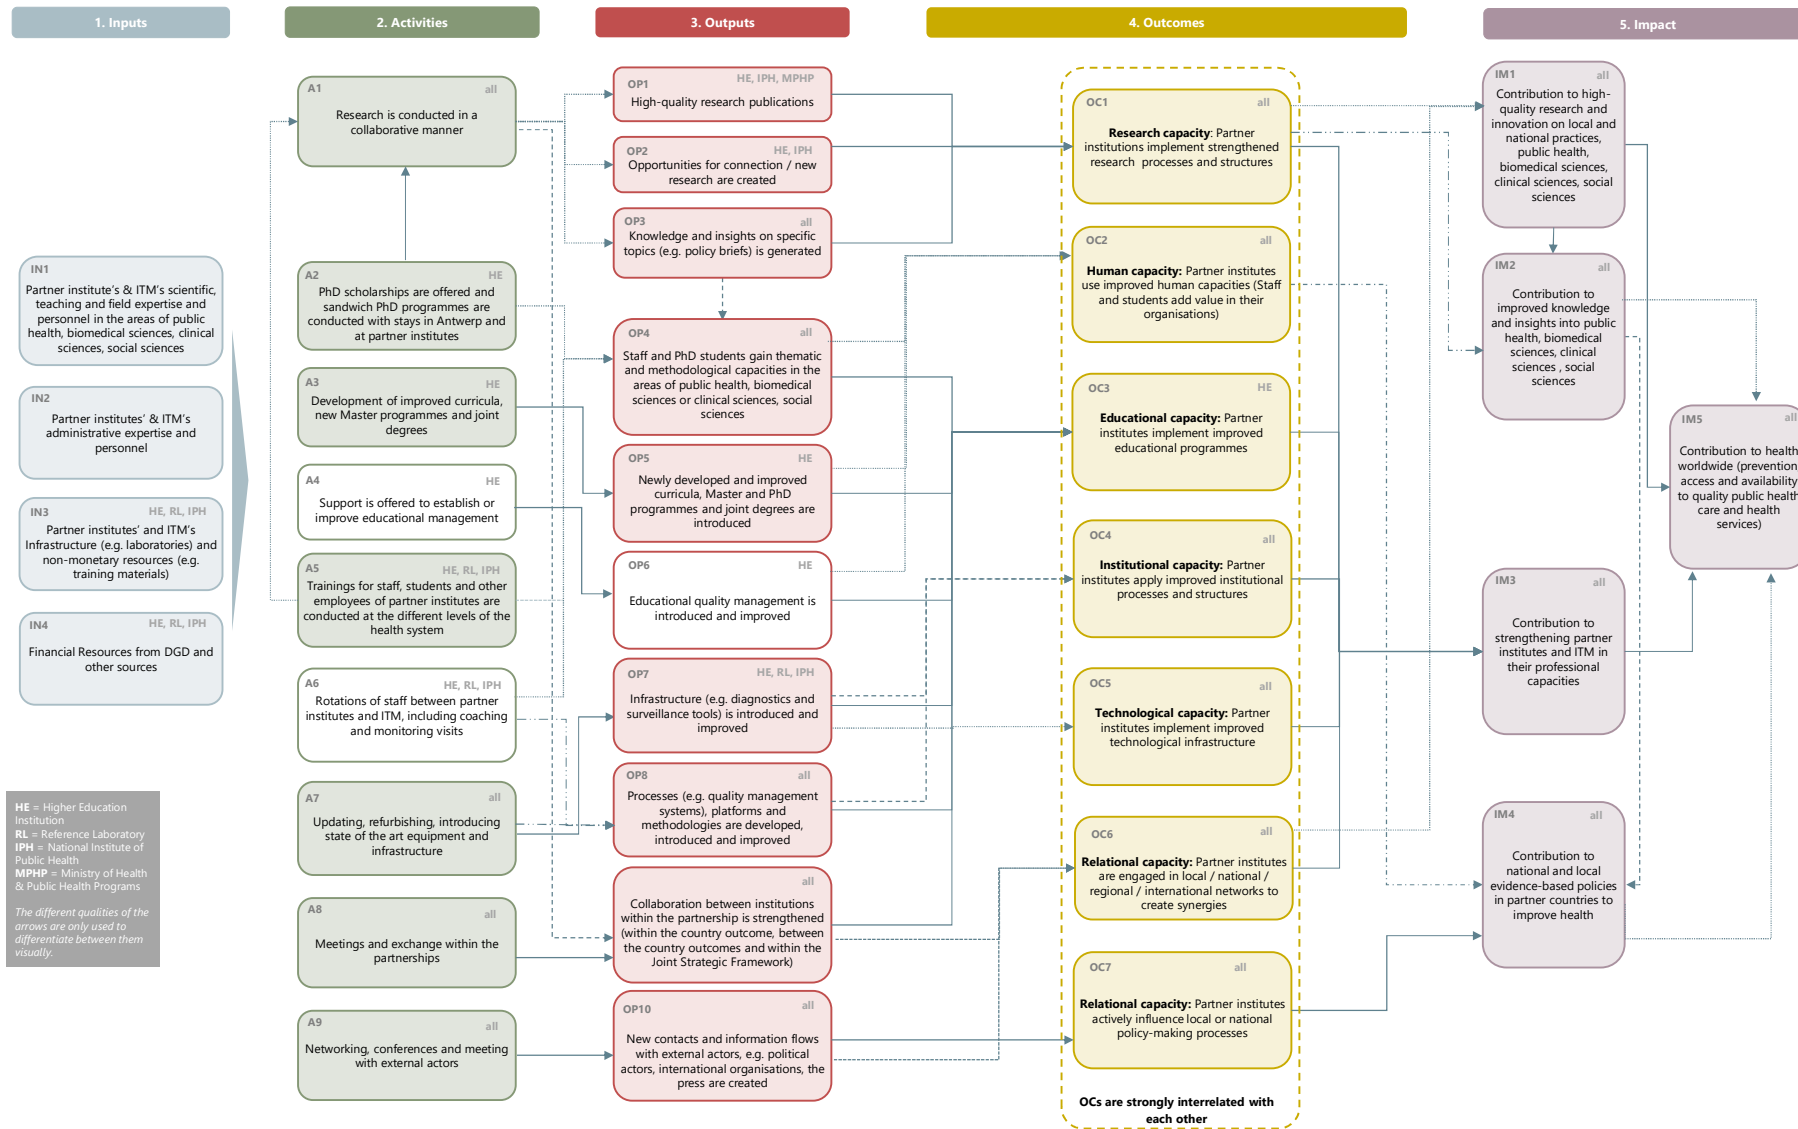 1. Inputs
2. Activities
3. Outputs
4. Outcomes
5. Impact
IN1
Partner institute's & ITM's scientific,
teaching and field expertise and
personnel in the areas of public
health, biomedical sciences, clinical
sciences, social sciences
IN2
Partner institutes' & ITM's
administrative expertise and
personnel
IN3
HE, RL, IPH
Partner institutes' and ITM's
Infrastructure (e.g. laboratories) and
non-monetary resources (e.g.
training materials)
IN4
HE, RL, IPH
Financial Resources from DGD and
other sources
HE = Higher Education
Institution
RL = Reference Laboratory
IPH = National Institute of
Public Health
MPHP = Ministry of Health
& Public Health Programs
The different qualities of the
arrows are only used to
differentiate between them
visually.
A1
all
Research is conducted in a
collaborative manner
A2
HE
PhD scholarships are offered and
sandwich PhD programmes are
conducted with stays in Antwerp and
at partner institutes
A3
HE
Development of improved curricula,
new Master programmes and joint
degrees
A4
HE
Support is offered to establish or
improve educational management
A5
HE, RL, IPH
Trainings for staff, students and other
employees of partner institutes are
conducted at the different levels of the
health system
A6
HE, RL, IPH
Rotations of staff between partner
institutes and ITM, including coaching
and monitoring visits
A7
all
Updating, refurbishing, introducing
state of the art equipment and
infrastructure
A8
all
Meetings and exchange within the
partnerships
A9
all
Networking, conferences and meeting
with external actors
OP1
HE, IPH, MPHP
High-quality research publications
OP2
HE, IPH
Opportunities for connection / new
research are created
OP3
all
Knowledge and insights on specific
topics (e.g. policy briefs) is generated
OP4
all
Staff and PhD students gain thematic
and methodological capacities in the
areas of public health, biomedical
sciences or clinical sciences, social
sciences
OP5
HE
Newly developed and improved
curricula, Master and PhD
programmes and joint degrees are
introduced
OP6
HE
Educational quality management is
introduced and improved
OP7
HE, RL, IPH
Infrastructure (e.g. diagnostics and
surveillance tools) is introduced and
improved
OP8
all
Processes (e.g. quality management
systems), platforms and
methodologies are developed,
introduced and improved
all
Collaboration between institutions
within the partnership is strengthened
(within the country outcome, between
the country outcomes and within the
Joint Strategic Framework)
OP10
all
New contacts and information flows
with external actors, e.g. political
actors, international organisations, the
press are created
OC1
all
Research capacity: Partner
institutions implement strengthened
research processes and structures
OC2
all
Human capacity: Partner institutes
use improved human capacities (Staff
and students add value in their
organisations)
OC3
HE
Educational capacity: Partner
institutes implement improved
educational programmes
OC4
all
Institutional capacity: Partner
institutes apply improved institutional
processes and structures
OC5
all
Technological capacity: Partner
institutes implement improved
technological infrastructure
OC6
all
Relational capacity: Partner institutes
are engaged in local / national /
regional / international networks to
create synergies
OC7
all
Relational capacity: Partner institutes
actively influence local or national
policy-making processes
OCs are strongly interrelated with
each other
IM1
all
Contribution to high-
quality research and
innovation on local and
national practices,
public health,
biomedical sciences,
clinical sciences, social
sciences
IM2
all
Contribution to
improved knowledge
and insights into public
health, biomedical
sciences, clinical
sciences , social
sciences
IM3
all
Contribution to
strengthening partner
institutes and ITM in
their professional
capacities
IM4
all
Contribution to
national and local
evidence-based policies
in partner countries to
improve health
IM5
all
Contribution to health
worldwide (prevention,
access and availability
to quality public health
care and health
services)